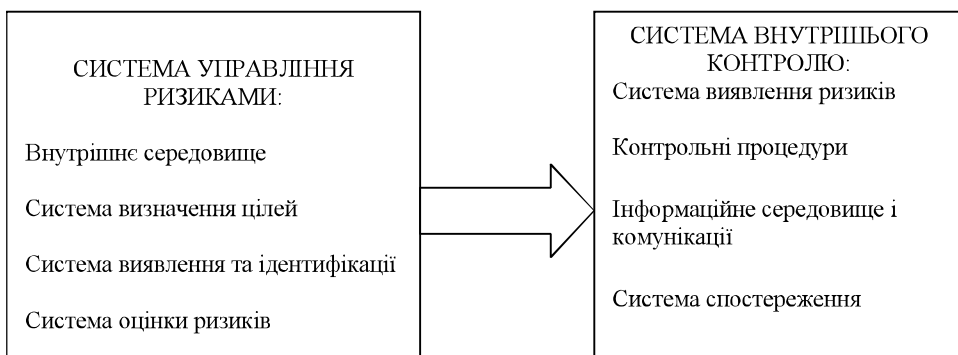 СИСТЕМА УПРАВЛІННЯ
РИЗИКАМИ:
Внутрішнє середовище
Система визначення цілей
Система виявлення та ідентифікації
Система оцінки ризиків
СИСТЕМА ВНУТРІШЬОГО
КОНТРОЛЮ:
Система виявлення ризиків
Контрольні процедури
Інформаційне середовище і
комунікації
Система спостереження